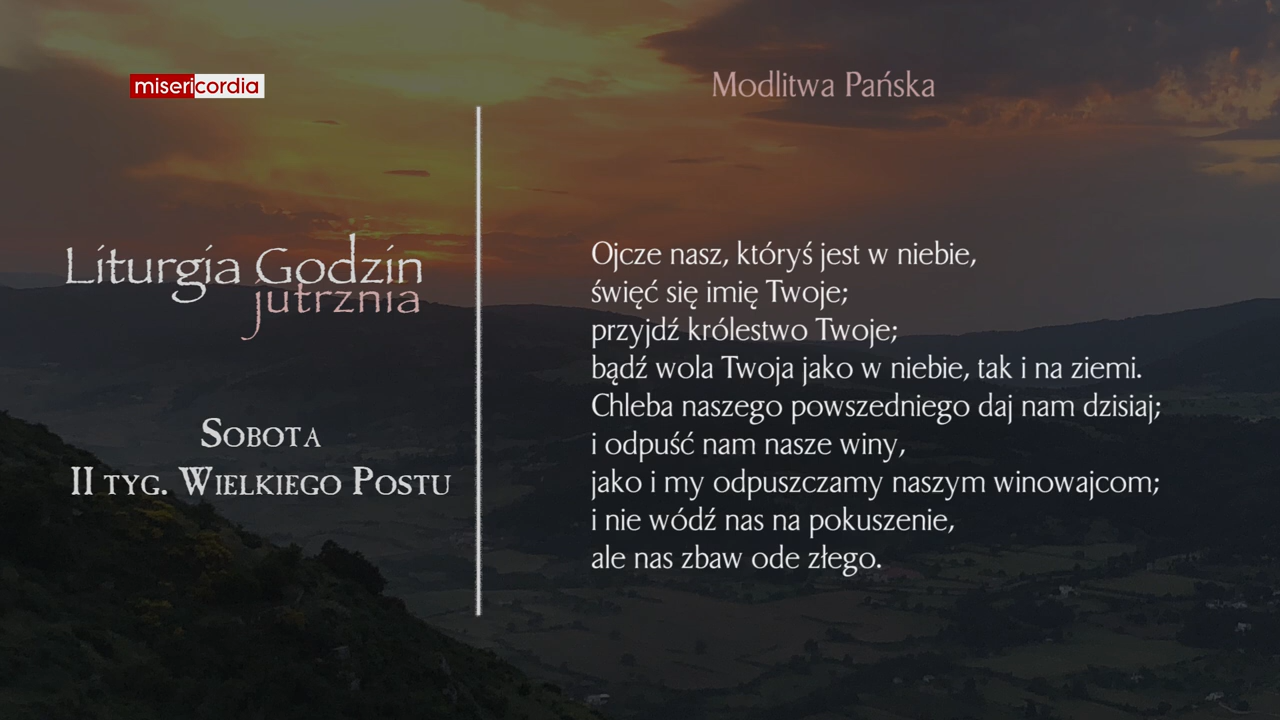 misericordia
Modlitwa Pańska
Liturgia Godzin
jutrznia
Sobota
II tyg. Wielkiego Postu
Ojcze nasz, któryś jest w niebie,
święć się imię Twoje;
przyjdź królestwo Twoje;
bądź wola Twoja jako w niebie, tak i na ziemi.
Chleba naszego powszedniego daj nam dzisiaj;
i odpuść nam nasze winy,
jako i my odpuszczamy naszym winowajcom;
i nie wódź nas na pokuszenie,
ale nas zbaw ode złego.